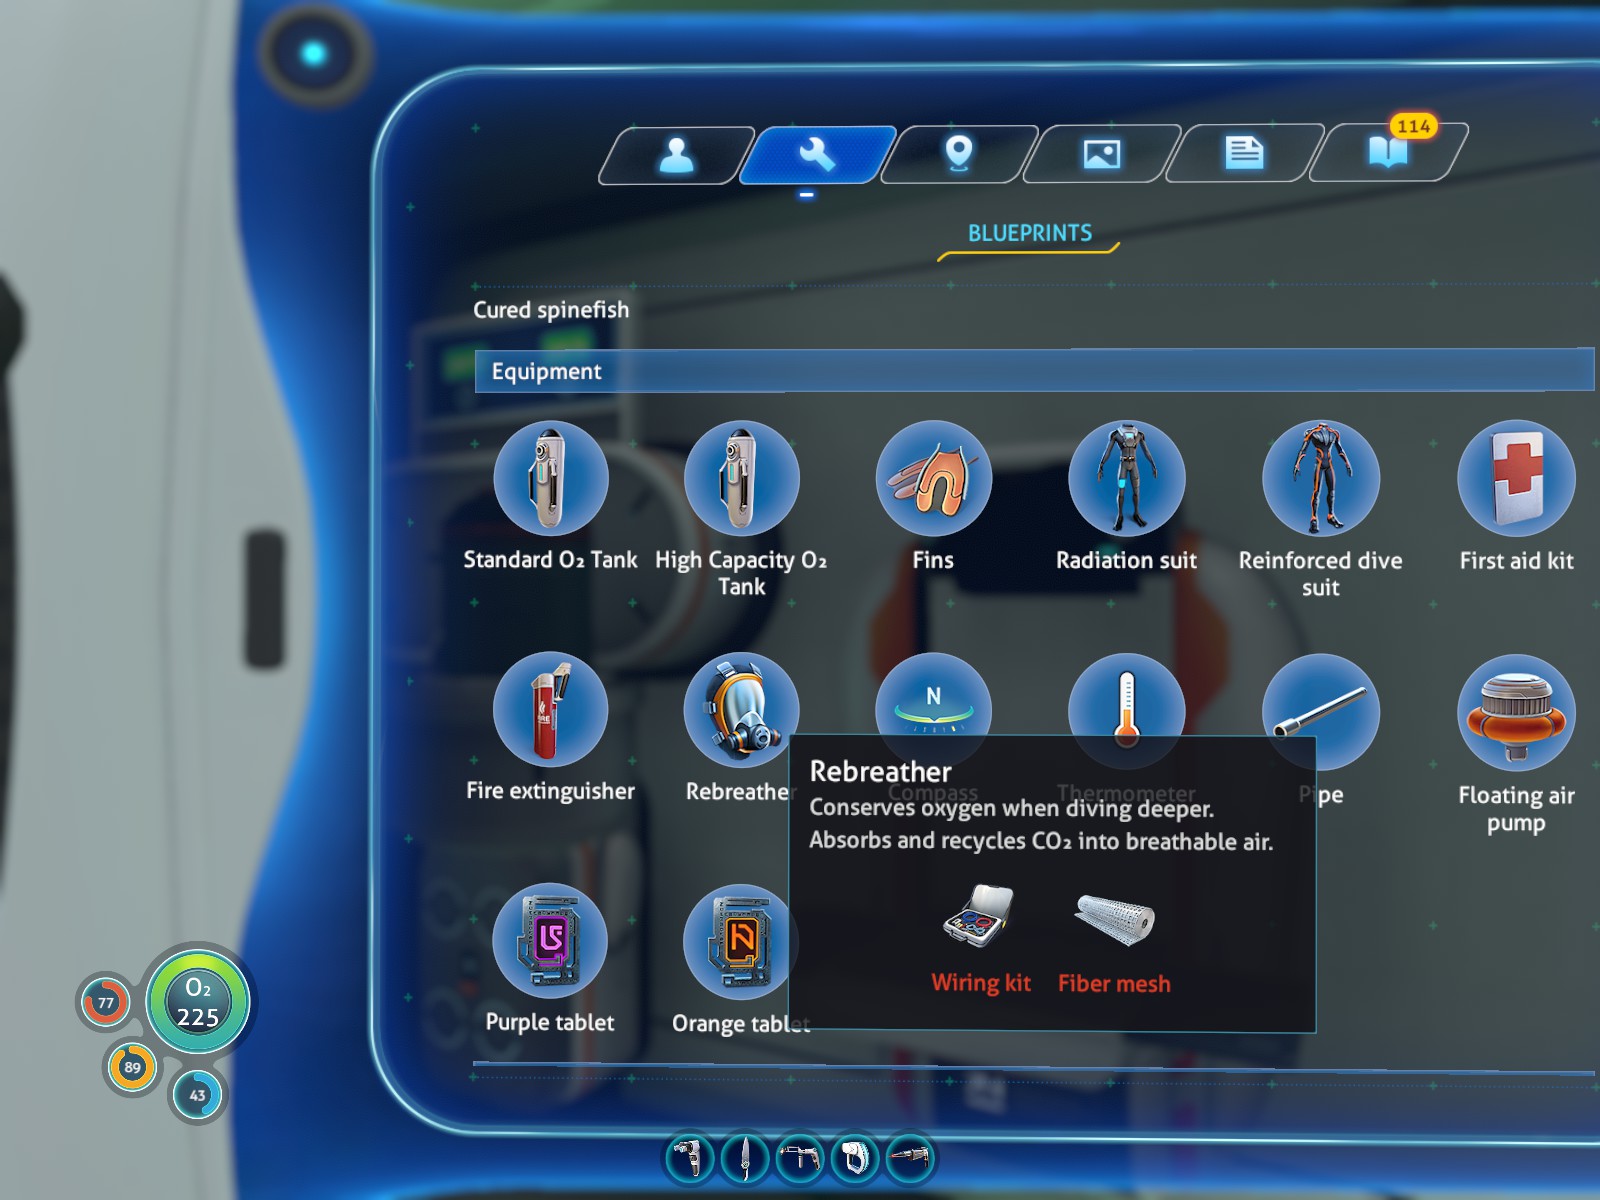 114
BLUEPRINTS
Cured spinefish
Equipment
Standard O₂ Tank
High Capacity O₂
Tank
Fins
Radiation suit
Reinforced dive
suit
First aid kit
N
Fire extinguisher
Rebreather
Compass
Thermometer
Pipe
Floating air
pump
Rebreather
Conserves oxygen when diving deeper.
Absorbs and recycles CO₂ into breathable air.
Wiring kit
Fiber mesh
Purple tablet
Orange tablet
O₂
225
77
89
43